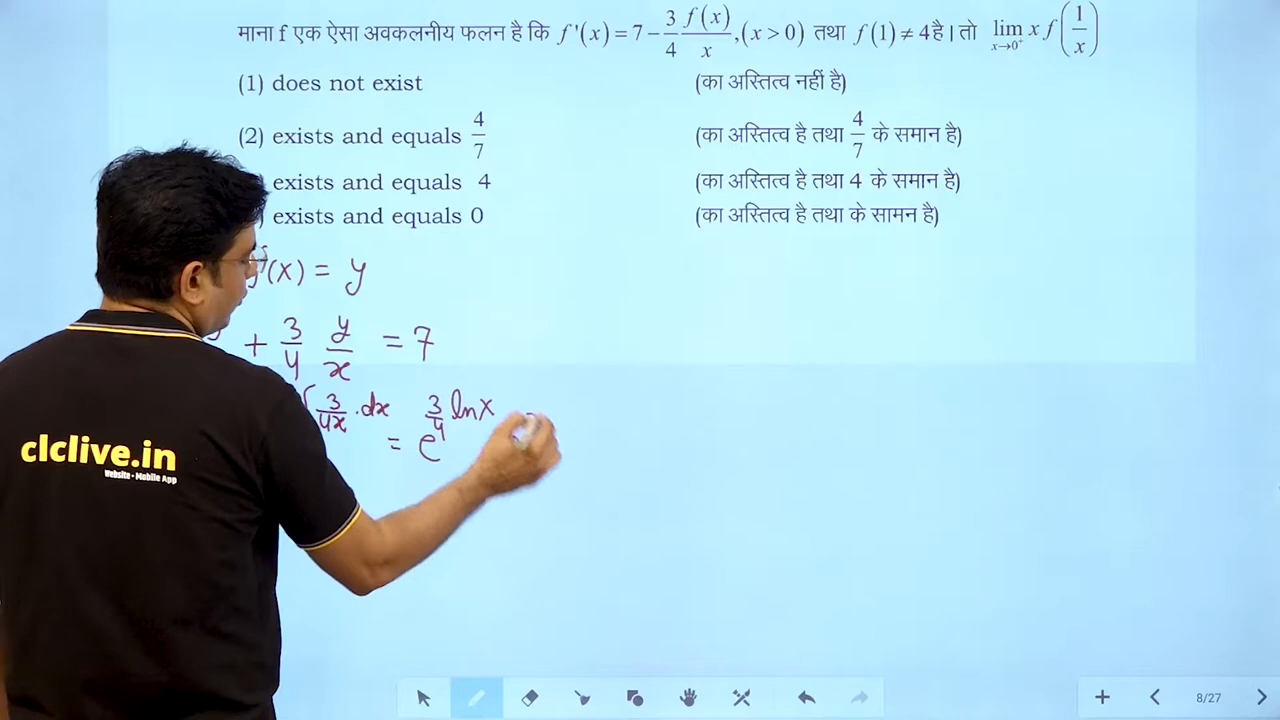 माना f एक ऐसा अवकलनीय फलन है कि f'(x) = 7 − 3/4 f(x)/x, (x > 0) तथा f(1) ≠ 4 है। तो lim x→0⁺ x f(1/x)
(1) does not exist (का अस्तित्व नहीं है)
(2) exists and equals 4/7 (का अस्तित्व है तथा 4/7 के समान है)
exists and equals 4 (का अस्तित्व है तथा 4 के समान है)
exists and equals 0 (का अस्तित्व है तथा के सामन है)
(x) = y
+ 3/4 y/x = 7
∫ 3/4x · dx = e^(3/4 ln x)
clclive.in
Website • Mobile App
8/27